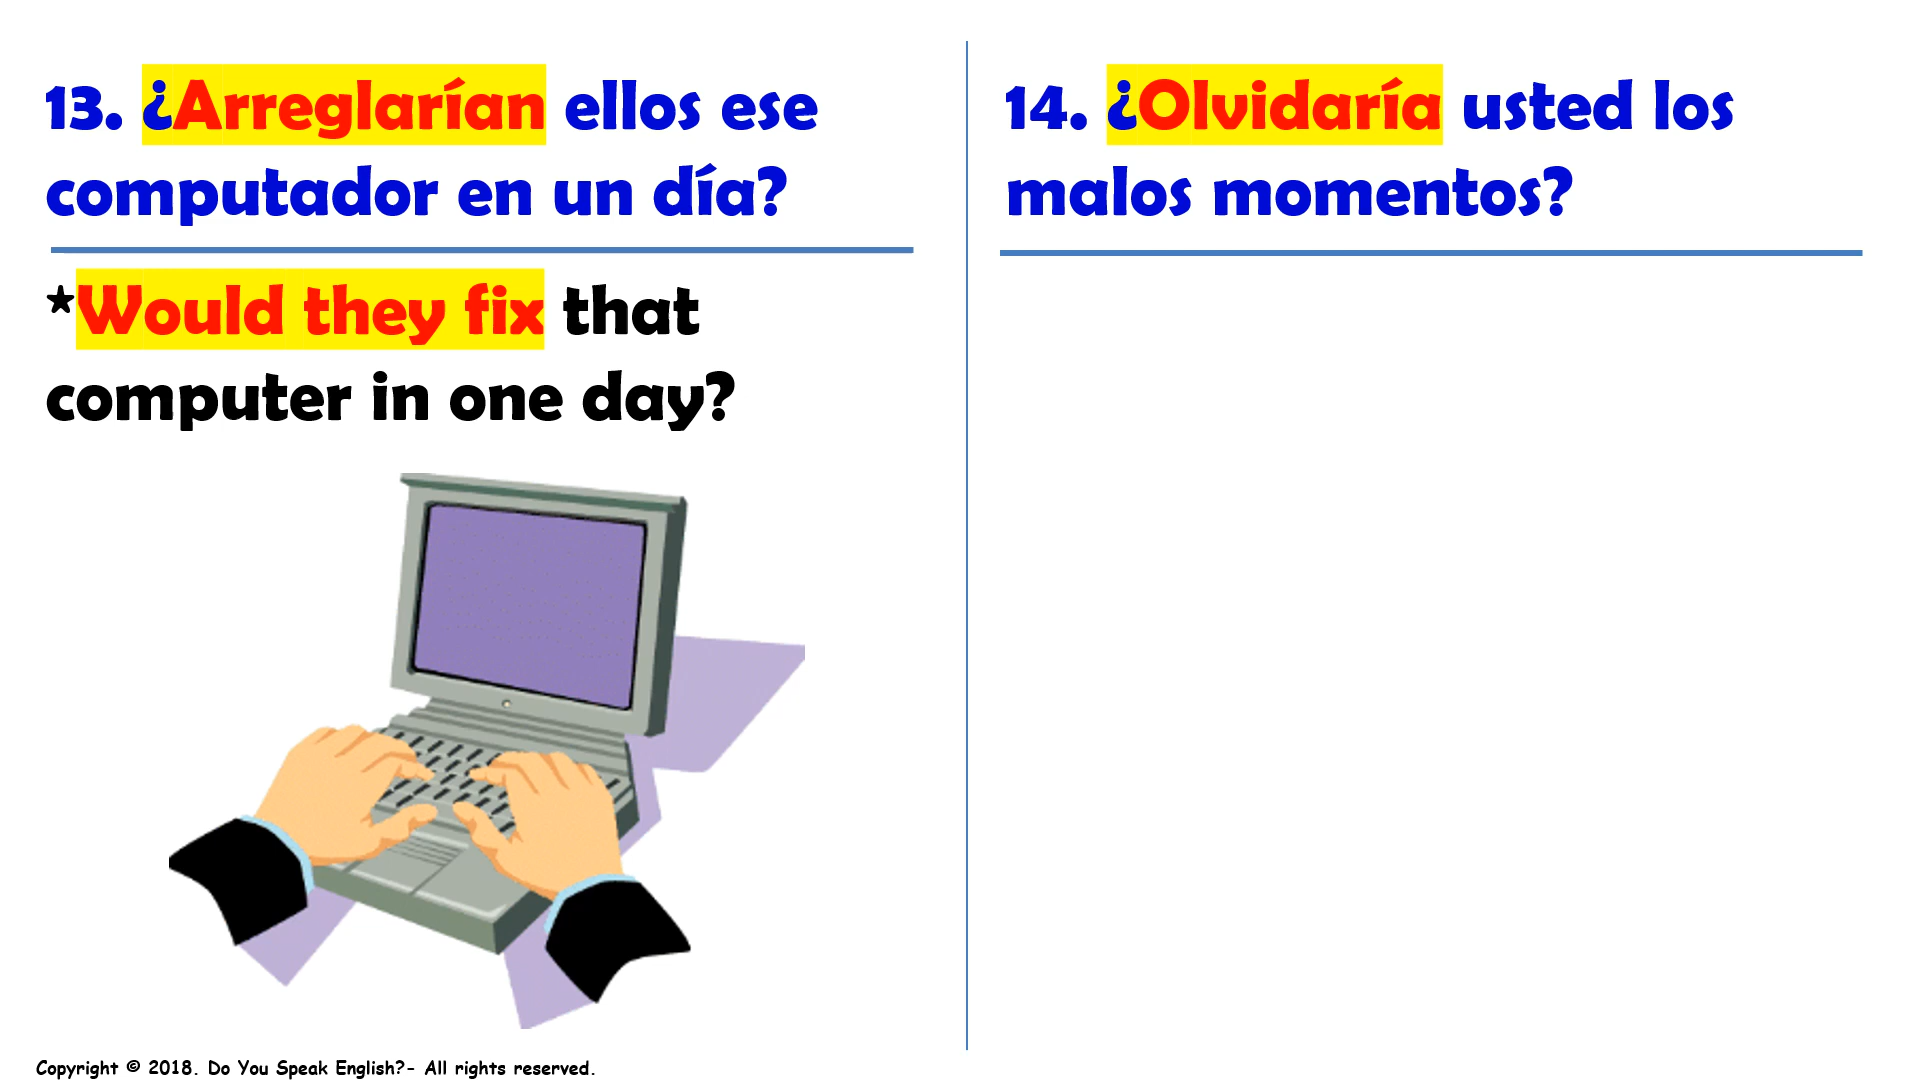 13. ¿Arreglarían ellos ese
computador en un día?
*Would they fix that
computer in one day?
14. ¿Olvidaría usted los
malos momentos?
Copyright © 2018. Do You Speak English?- All rights reserved.